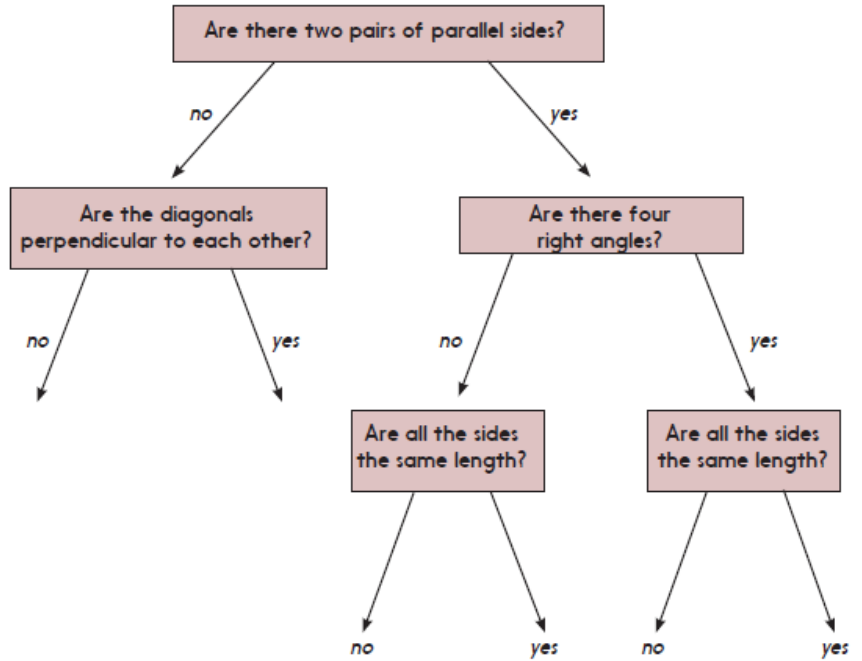 Are there two pairs of parallel sides?
no
yes
Are the diagonals
perpendicular to each other?
Are there four
right angles?
no
yes
no
yes
Are all the sides
the same length?
Are all the sides
the same length?
no
yes
no
yes